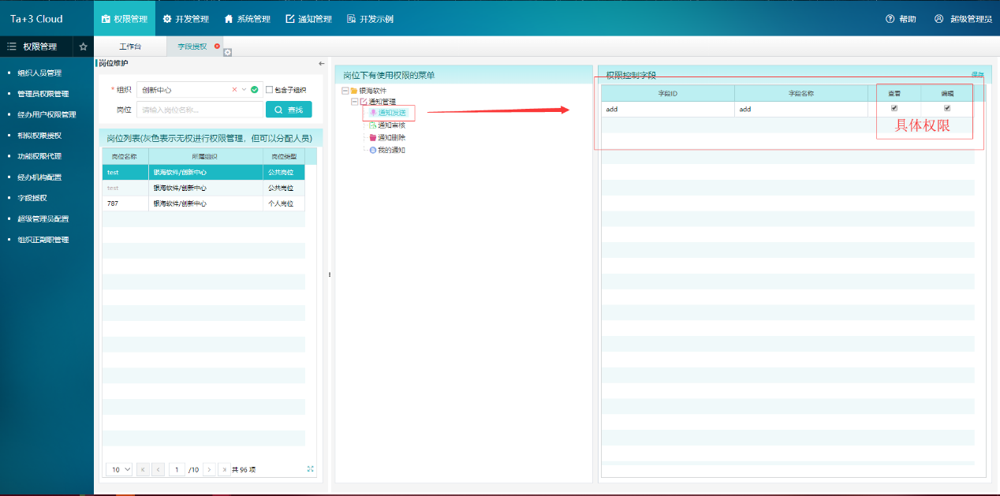 Ta+3 Cloud
权限管理
开发管理
系统管理
通知管理
开发示例
帮助
超级管理员
权限管理
工作台
字段授权
组织人员管理
管理员权限管理
经办用户权限管理
相似权限授权
功能权限代理
经办机构配置
字段授权
超级管理员配置
组织正副职管理
岗位维护
* 组织
创新中心
包含子组织
岗位
请输入岗位名称...
查找
岗位列表(灰色表示无权进行权限管理，但可以分配人员)
岗位名称 所属组织 岗位类型
test 银海软件/创新中心 公共岗位
test 银海软件/创新中心 公共岗位
787 银海软件/创新中心 个人岗位
10 1 /10 共 96 项
岗位下有使用权限的菜单
银海软件
通知管理
通知发送
通知审核
通知删除
我的通知
权限控制字段
保存
字段ID 字段名称 查看 编辑
add add
具体权限